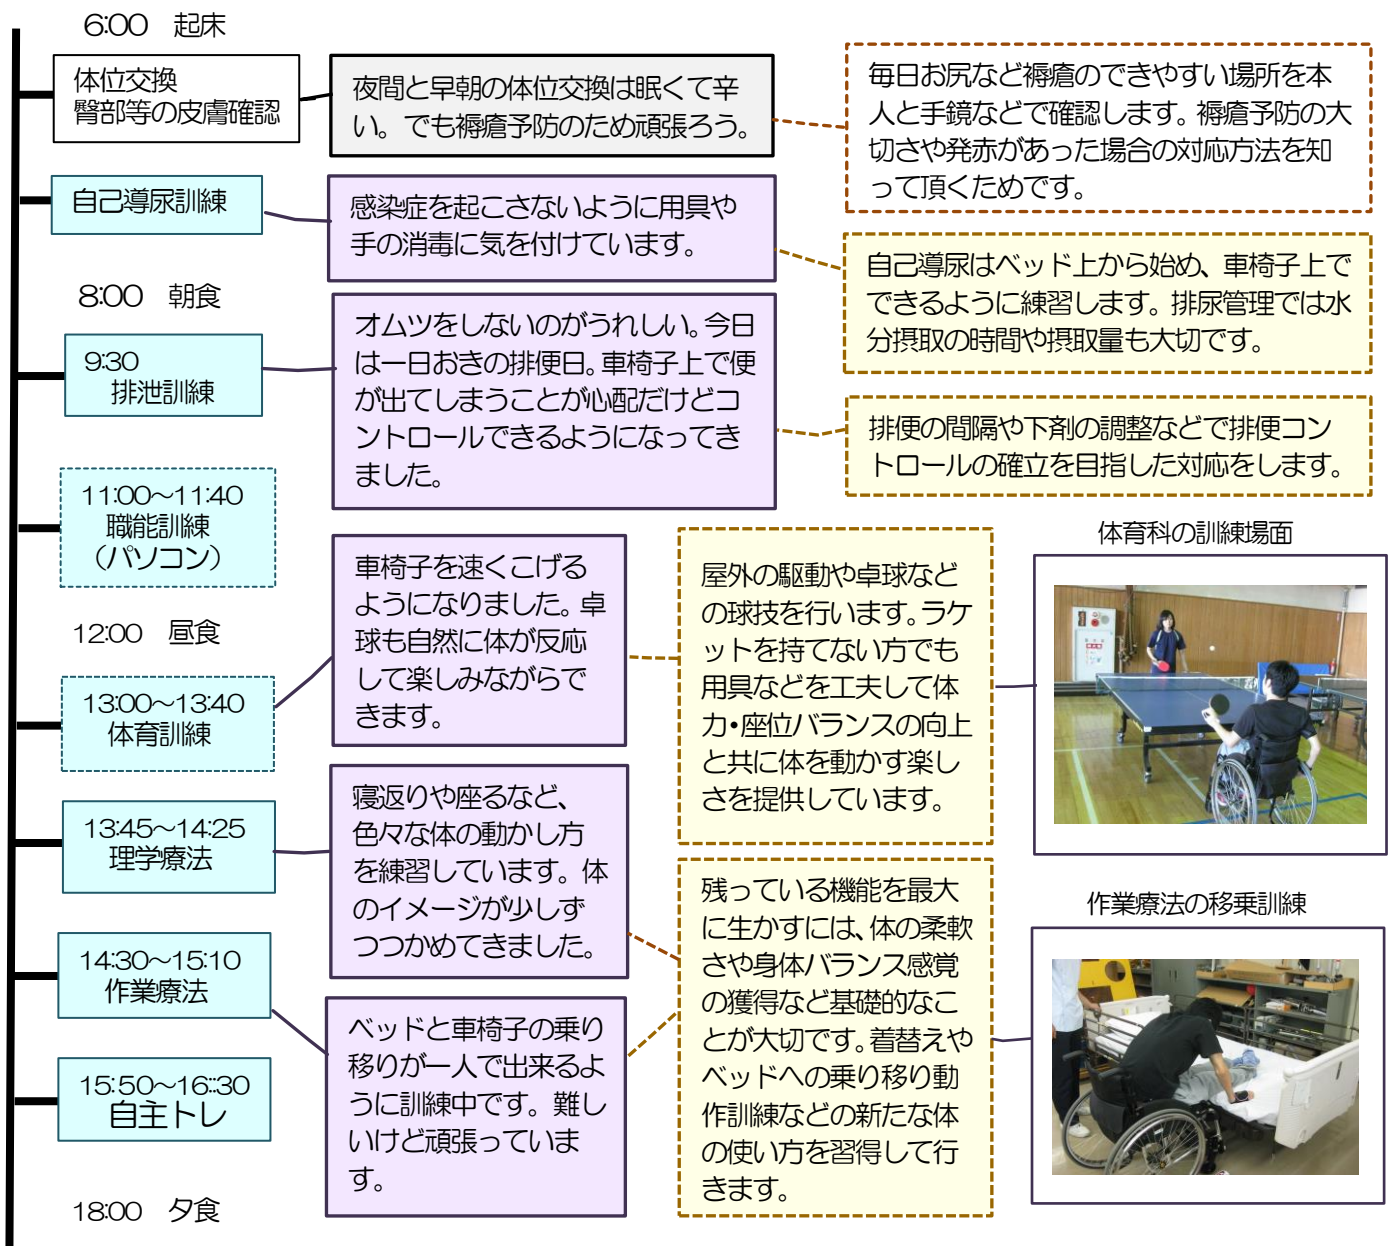 6:00 起床
体位交換
臀部等の皮膚確認
夜間と早朝の体位交換は眠くて辛
い。でも褥瘡予防のため頑張ろう。
毎日お尻など褥瘡のできやすい場所を本
人と手鏡などで確認します。褥瘡予防の大
切さや発赤があった場合の対応方法を知
って頂くためです。
自己導尿訓練
感染症を起こさないように用具や
手の消毒に気を付けています。
自己導尿はベッド上から始め、車椅子上で
できるように練習します。排尿管理では水
分摂取の時間や摂取量も大切です。
8:00 朝食
9:30
排泄訓練
オムツをしないのがうれしい。今日
は一日おきの排便日。車椅子上で便
が出てしまうことが心配だけどコ
ントロールできるようになってき
ました。
排便の間隔や下剤の調整などで排便コン
トロールの確立を目指した対応をします。
11:00～11:40
職能訓練
（パソコン）
12:00 昼食
13:00～13:40
体育訓練
車椅子を速くこげる
ようになりました。卓
球も自然に体が反応
して楽しみながらで
きます。
屋外の駆動や卓球など
の球技を行います。ラケ
ットを持てない方でも
用具などを工夫して体
力・座位バランスの向上
と共に体を動かす楽し
さを提供しています。
体育科の訓練場面
13:45～14:25
理学療法
寝返りや座るなど、
色々な体の動かし方
を練習しています。体
のイメージが少しず
つつかめてきました。
14:30～15:10
作業療法
ベッドと車椅子の乗り
移りが一人で出来るよ
うに訓練中です。難し
いけど頑張っていま
す。
残っている機能を最大
に生かすには、体の柔軟
さや身体バランス感覚
の獲得など基礎的なこ
とが大切です。着替えや
ベッドへの乗り移り動
作訓練などの新たな体
の使い方を習得して行
きます。
作業療法の移乗訓練
15:50～16::30
自主トレ
18:00 夕食